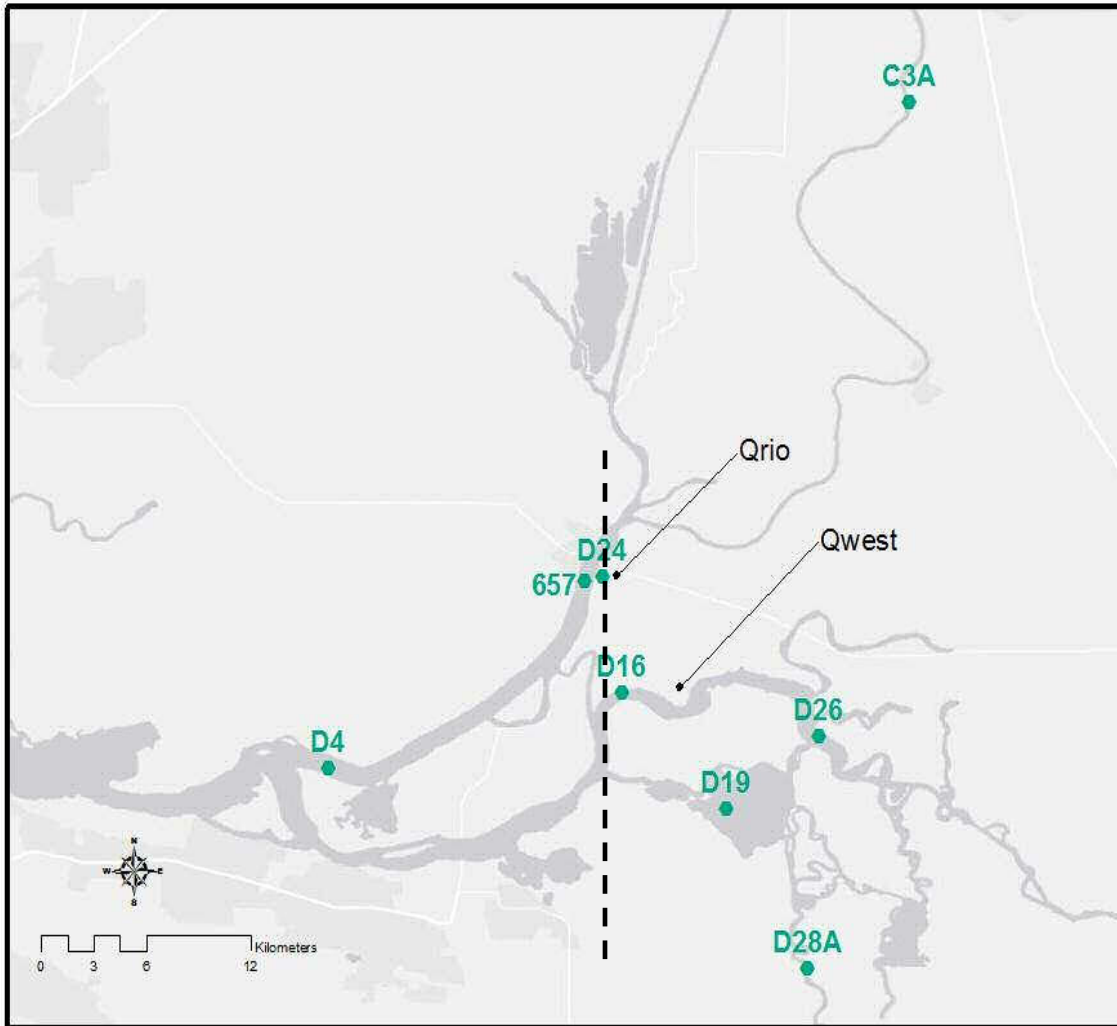 C3A
Qrio
Qwest
D24
657
D16
D26
D4
D19
N
W E
S
Kilometers
0 3 6 12
D28A